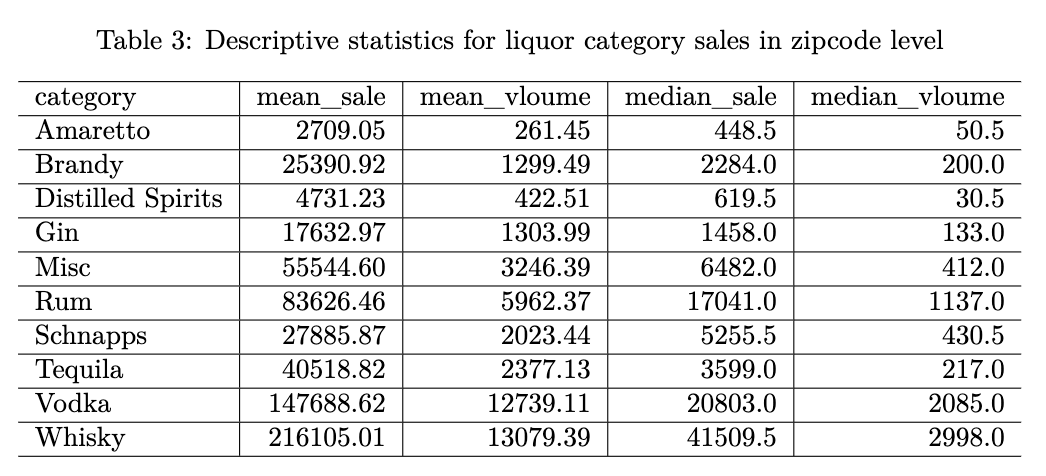 Table 3: Descriptive statistics for liquor category sales in zipcode level
category mean_sale mean_vloume median_sale median_vloume
Amaretto 2709.05 261.45 448.5 50.5
Brandy 25390.92 1299.49 2284.0 200.0
Distilled Spirits 4731.23 422.51 619.5 30.5
Gin 17632.97 1303.99 1458.0 133.0
Misc 55544.60 3246.39 6482.0 412.0
Rum 83626.46 5962.37 17041.0 1137.0
Schnapps 27885.87 2023.44 5255.5 430.5
Tequila 40518.82 2377.13 3599.0 217.0
Vodka 147688.62 12739.11 20803.0 2085.0
Whisky 216105.01 13079.39 41509.5 2998.0